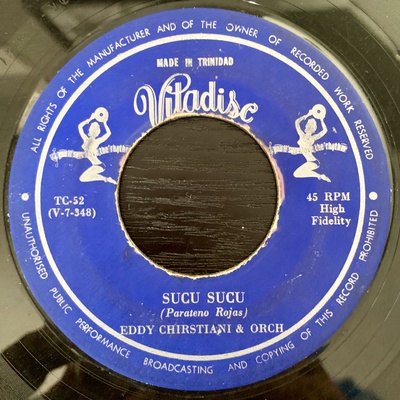 ALL RIGHTS OF THE MANUFACTURER AND OF THE OWNER OF RECORDED WORK RESERVED
MADE IN TRINIDAD
Vitadisc
TC-52
(V-7-348)
45 RPM
High
Fidelity
SUCU SUCU
(Parateno Rojas)
EDDY CHIRSTIANI & ORCH
UNAUTHORISED PUBLIC PERFORMANCE BROADCASTING AND COPYING OF THIS RECORD PROHIBITED